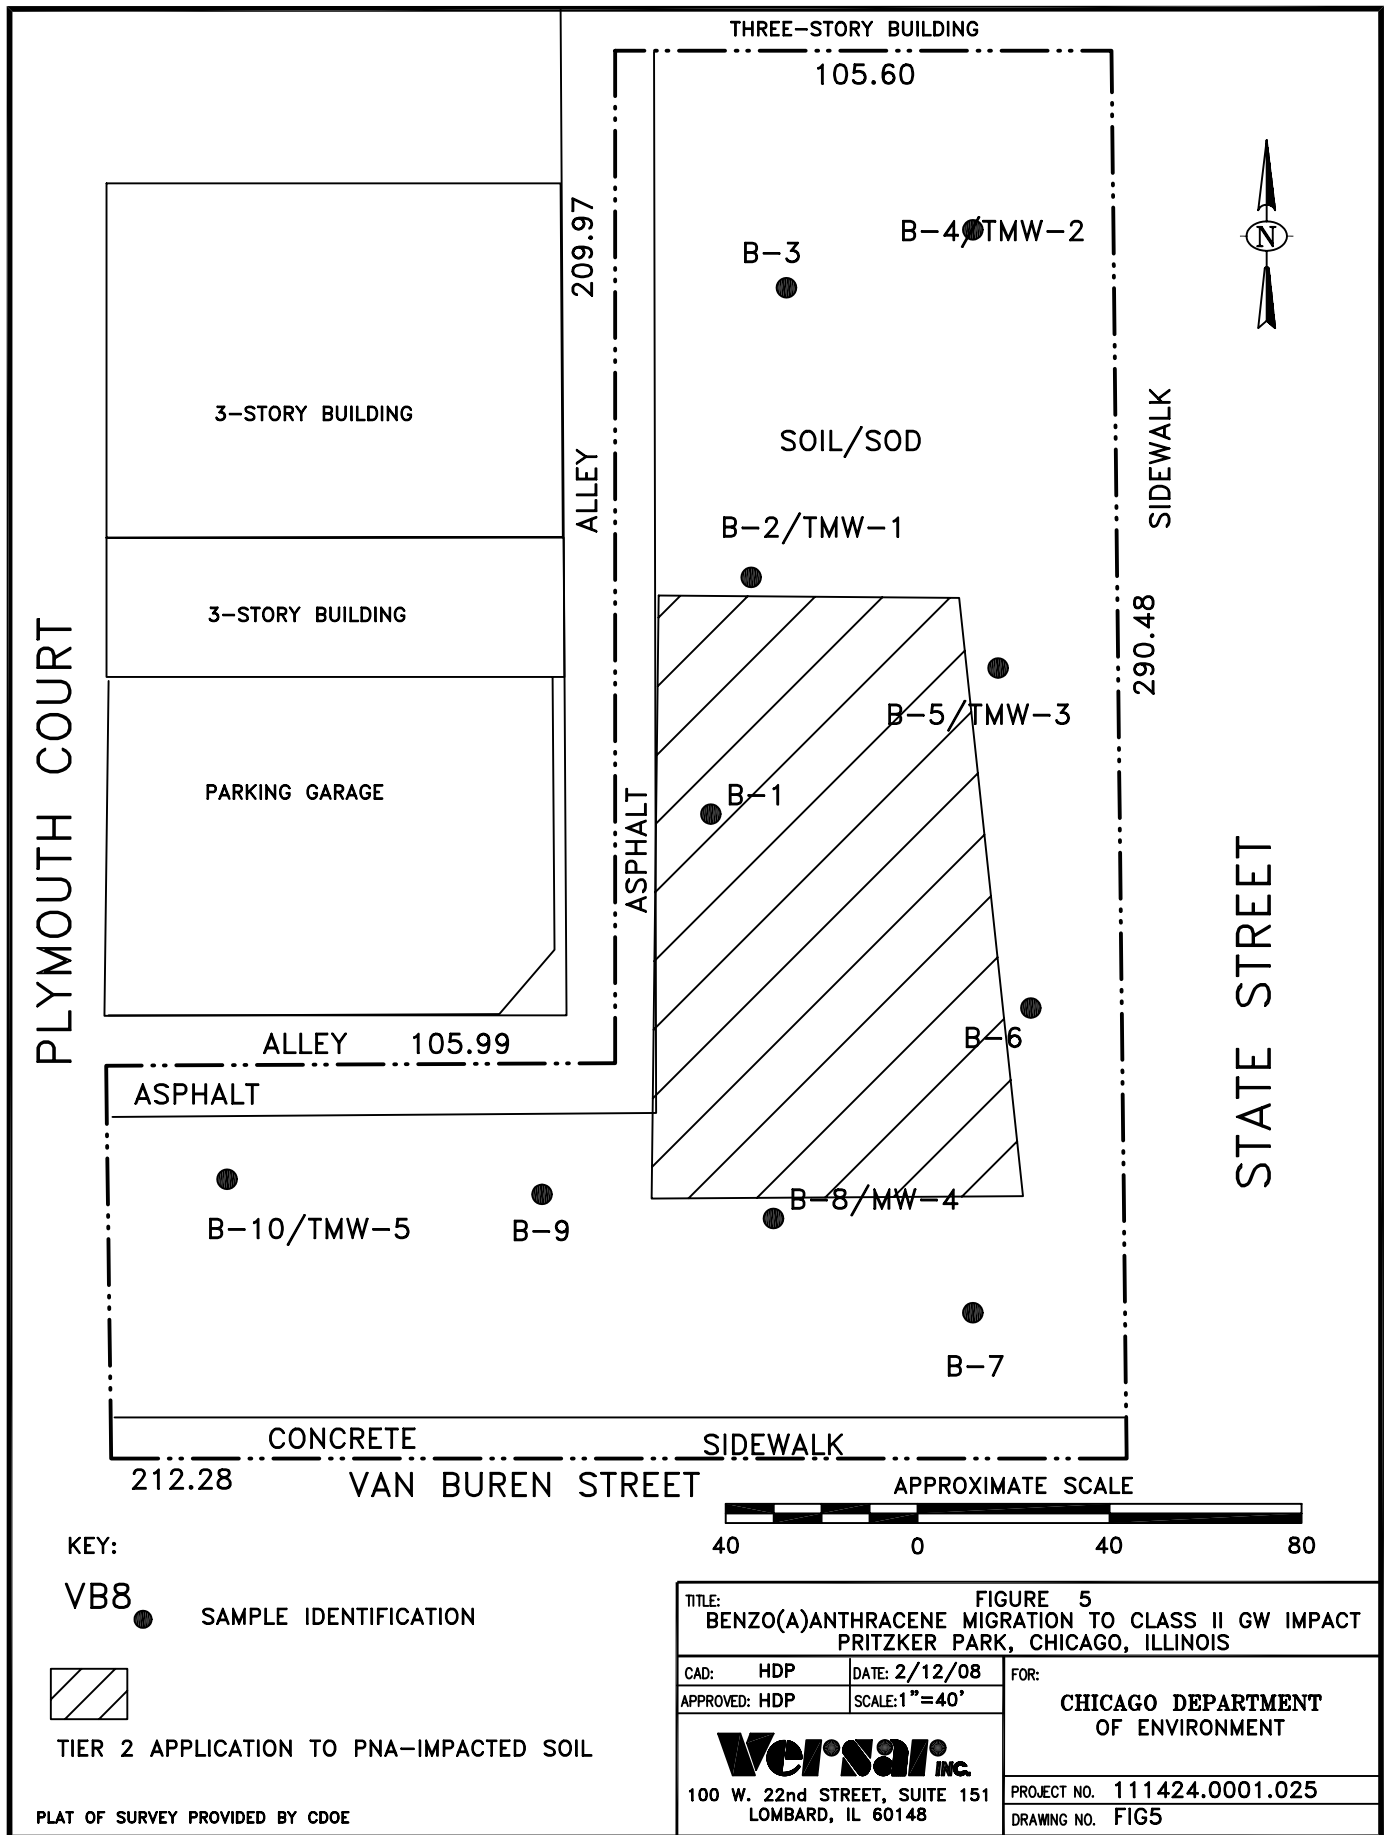 THREE-STORY BUILDING
105.60
209.97
B-4/TMW-2
B-3
N
3-STORY BUILDING
SOIL/SOD
SIDEWALK
ALLEY
B-2/TMW-1
3-STORY BUILDING
290.48
PLYMOUTH COURT
B-5/TMW-3
PARKING GARAGE
B-1
ASPHALT
STATE STREET
B-6
ALLEY 105.99
ASPHALT
B-8/MW-4
B-10/TMW-5
B-9
B-7
CONCRETE SIDEWALK
212.28
VAN BUREN STREET
APPROXIMATE SCALE
40 0 40 80
KEY:
VB8
SAMPLE IDENTIFICATION
TIER 2 APPLICATION TO PNA-IMPACTED SOIL
PLAT OF SURVEY PROVIDED BY CDOE
TITLE: FIGURE 5
BENZO(A)ANTHRACENE MIGRATION TO CLASS II GW IMPACT
PRITZKER PARK, CHICAGO, ILLINOIS
CAD: HDP
DATE: 2/12/08
APPROVED: HDP
SCALE: 1"=40'
FOR:
CHICAGO DEPARTMENT
OF ENVIRONMENT
Versar INC.
100 W. 22nd STREET, SUITE 151
LOMBARD, IL 60148
PROJECT NO. 111424.0001.025
DRAWING NO. FIG5